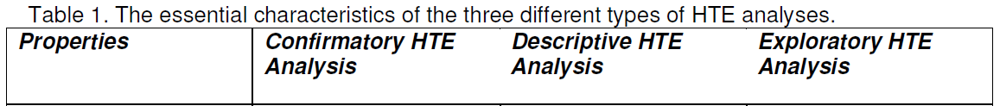 Table 1. The essential characteristics of the three different types of HTE analyses.
Properties Confirmatory HTE Descriptive HTE Exploratory HTE
Analysis Analysis Analysis